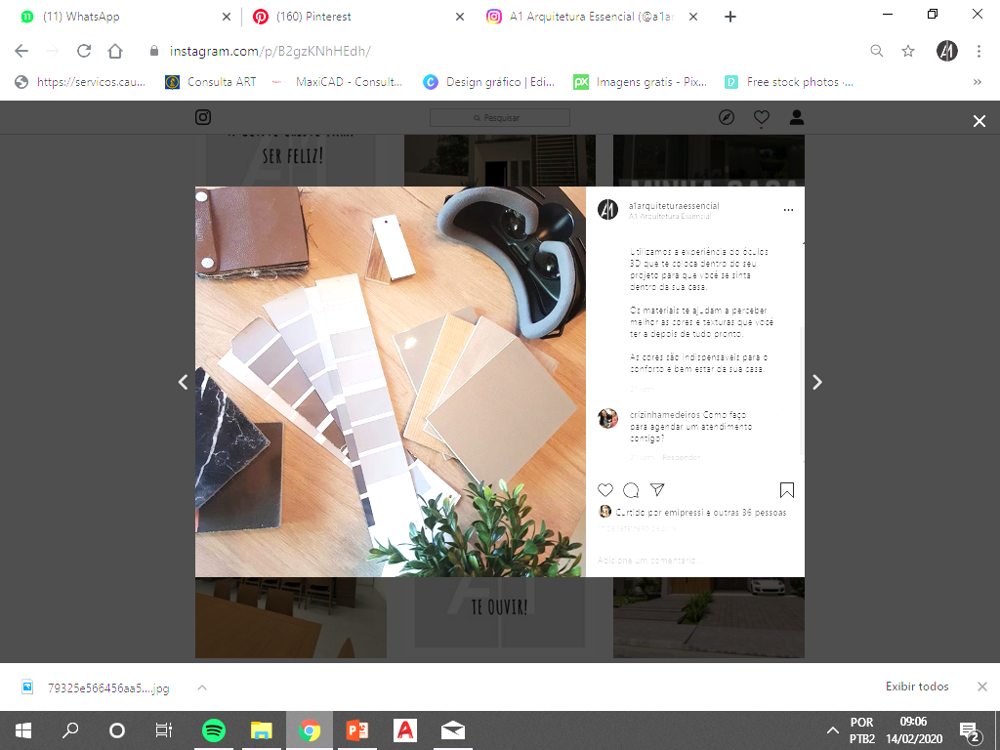 (11) WhatsApp
(160) Pinterest
A1 Arquitetura Essencial (@a1ar
instagram.com/p/B2gzKNhHEdh/
https://servicos.cau...
Consulta ART
MaxiCAD - Consult...
Design gráfico | Edi...
Imagens gratis - Pix...
Free stock photos ·...
»
Pesquisar
SER FELIZ!
MINHA CASA
a1arquiteturaessencial
A1 Arquitetura Essencial
Utilizamos a experiência do óculos
3D que te coloca dentro do seu
projeto para que você se sinta
dentro da sua casa.
Os materiais te ajudam a perceber
melhor as cores e texturas que você
ter a depois de tudo pronto.
As cores são indispensaveis para o
conforto e bem estar da sua casa.
crizinhamedeiros Como faço
para agendar um atendimento
contigo?
Responder
Curtido por emipressi e outras 36 pessoas
Adicione um comentário...
TE OUVIR!
79325e566456aa5....jpg
Exibir todos
POR
PTB2
09:06
14/02/2020
2